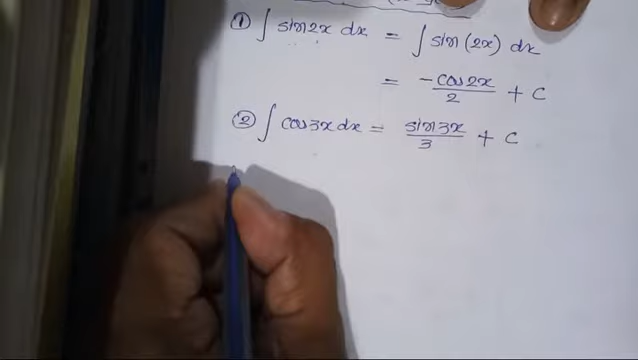 ① ∫ sin2x dx = ∫ sin (2x) dx
= -cos2x/2 + c
② ∫ cos3x dx = sin3x/3 + c